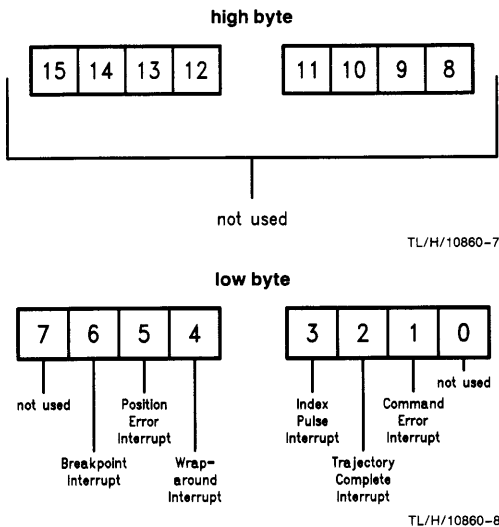 high byte
15 14 13 12 11 10 9 8
not used
TL/H/10860-7
low byte
7 6 5 4 3 2 1 0
not used
Breakpoint
Interrupt
Position
Error
Interrupt
Wrap-
around
Interrupt
Index
Pulse
Interrupt
Trajectory
Complete
Interrupt
Command
Error
Interrupt
not used
TL/H/10860-8